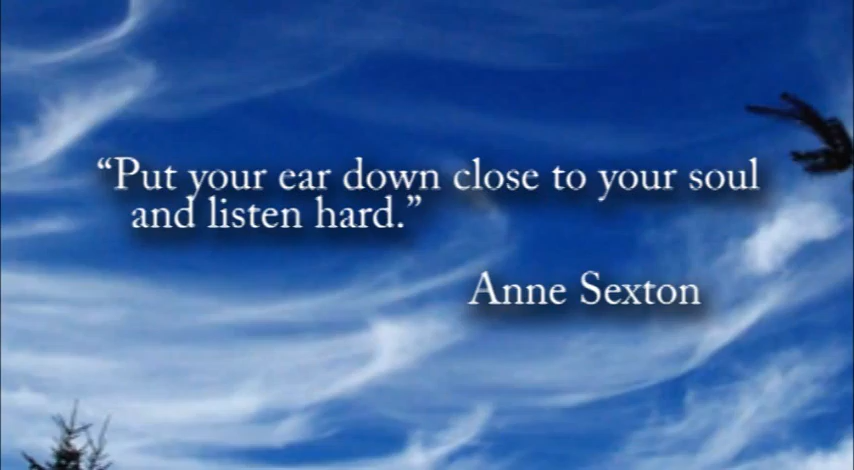 “Put your ear down close to your soul
and listen hard.”
Anne Sexton